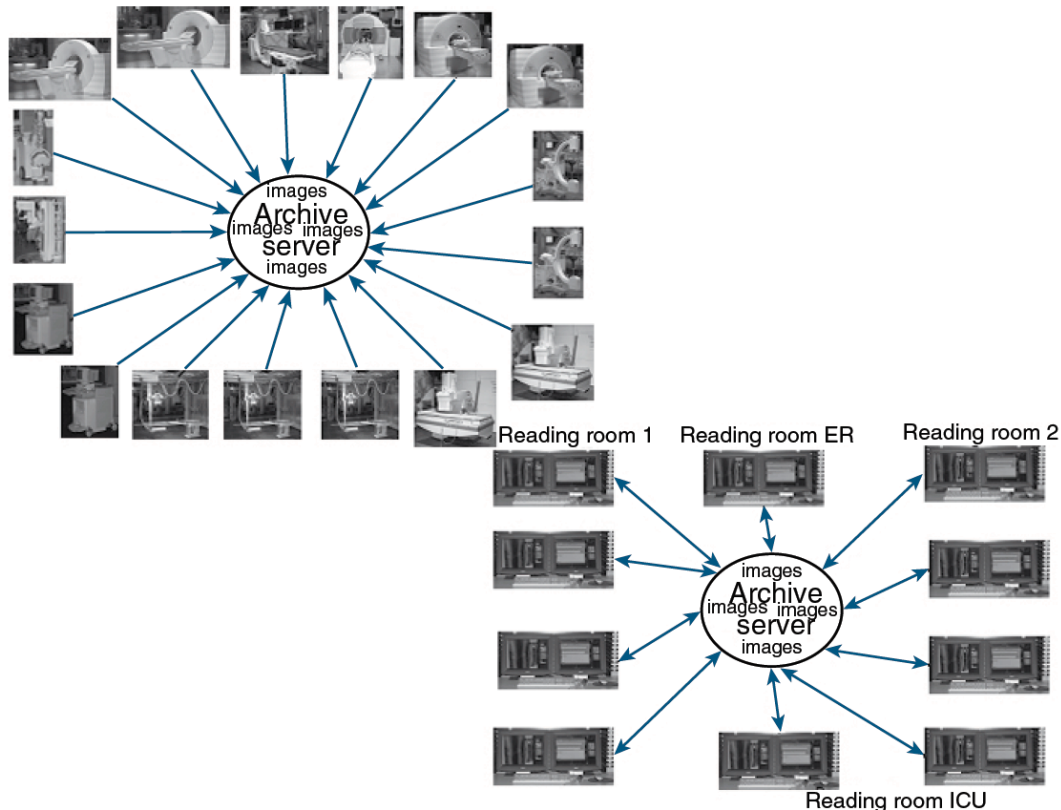 images
Archive
images images
server
images
Reading room 1
Reading room ER
Reading room 2
images
Archive
images images
server
images
Reading room ICU